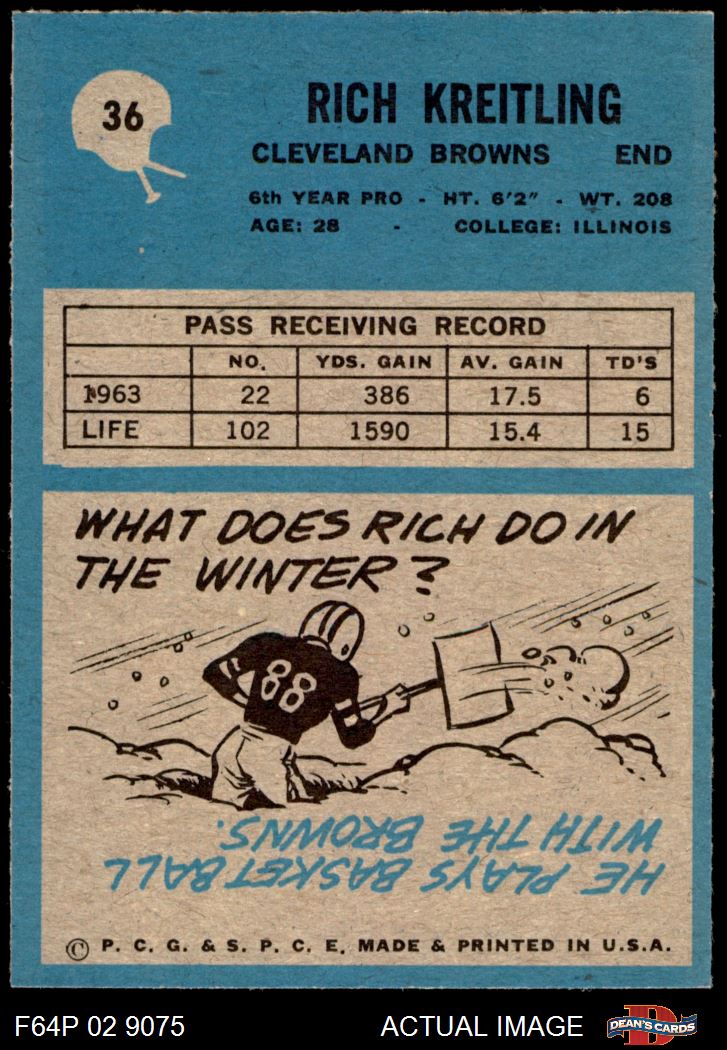 36
RICH KREITLING
CLEVELAND BROWNS END
6th YEAR PRO - HT. 6'2" - WT. 208
AGE: 28 - COLLEGE: ILLINOIS
PASS RECEIVING RECORD
NO. YDS. GAIN AV. GAIN TD'S
1963 22 386 17.5 6
LIFE 102 1590 15.4 15
WHAT DOES RICH DO IN
THE WINTER?
88
HE PLAYS BASKETBALL
WITH THE BROWNS.
© P. C. G. & S. P. C. E. MADE & PRINTED IN U.S.A.
F64P 02 9075 ACTUAL IMAGE D DEAN'S CARDS